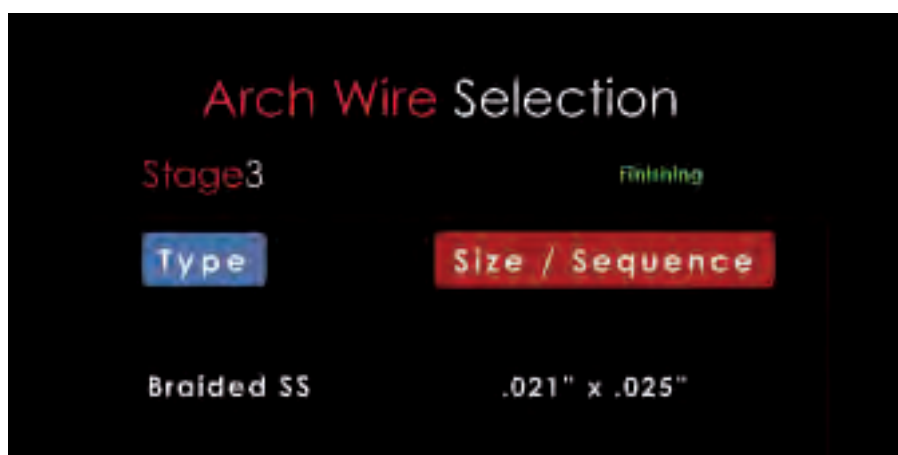 Arch Wire Selection
Stage3 Finishing
Type Size / Sequence
Braided SS .021" x .025"